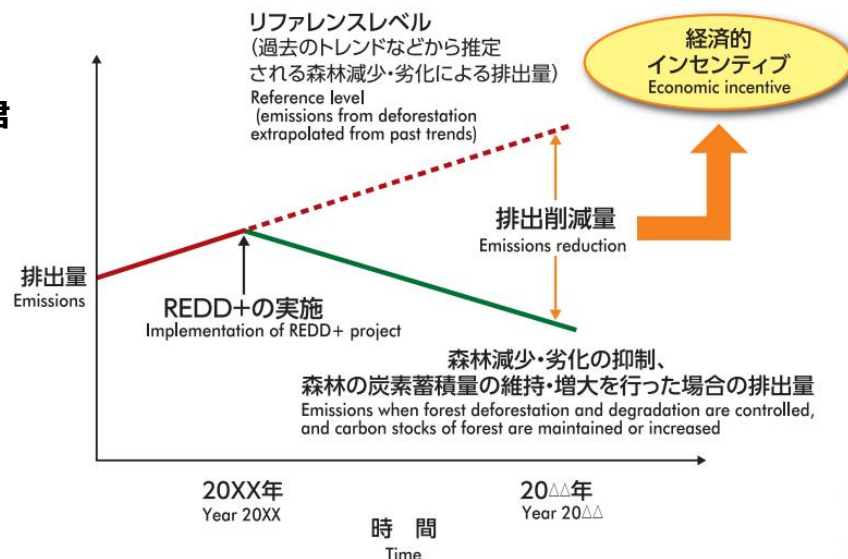 リファレンスレベル
(過去のトレンドなどから推定
される森林減少・劣化による排出量)
Reference level
(emissions from deforestation
extrapolated from past trends)
経済的
インセンティブ
Economic incentive
排出削減量
Emissions reduction
排出量
Emissions
REDD+の実施
Implementation of REDD+ project
森林減少・劣化の抑制、
森林の炭素蓄積量の維持・増大を行った場合の排出量
Emissions when forest deforestation and degradation are controlled,
and carbon stocks of forest are maintained or increased
20XX年
Year 20XX
20△△年
Year 20△△
時 間
Time